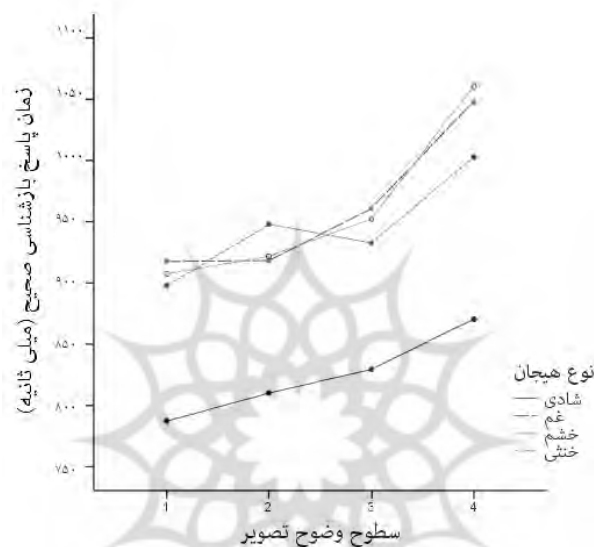 زمان پاسخ بازشناسی صحیح (میلی ثانیه)
۱۱۰۰
۱۰۵۰
۱۰۰۰
۹۵۰
۹۰۰
۸۵۰
۸۰۰
۷۵۰
1 2 3 4
سطوح وضوح تصویر
نوع هیجان
شادی
غم
خشم
خنثی